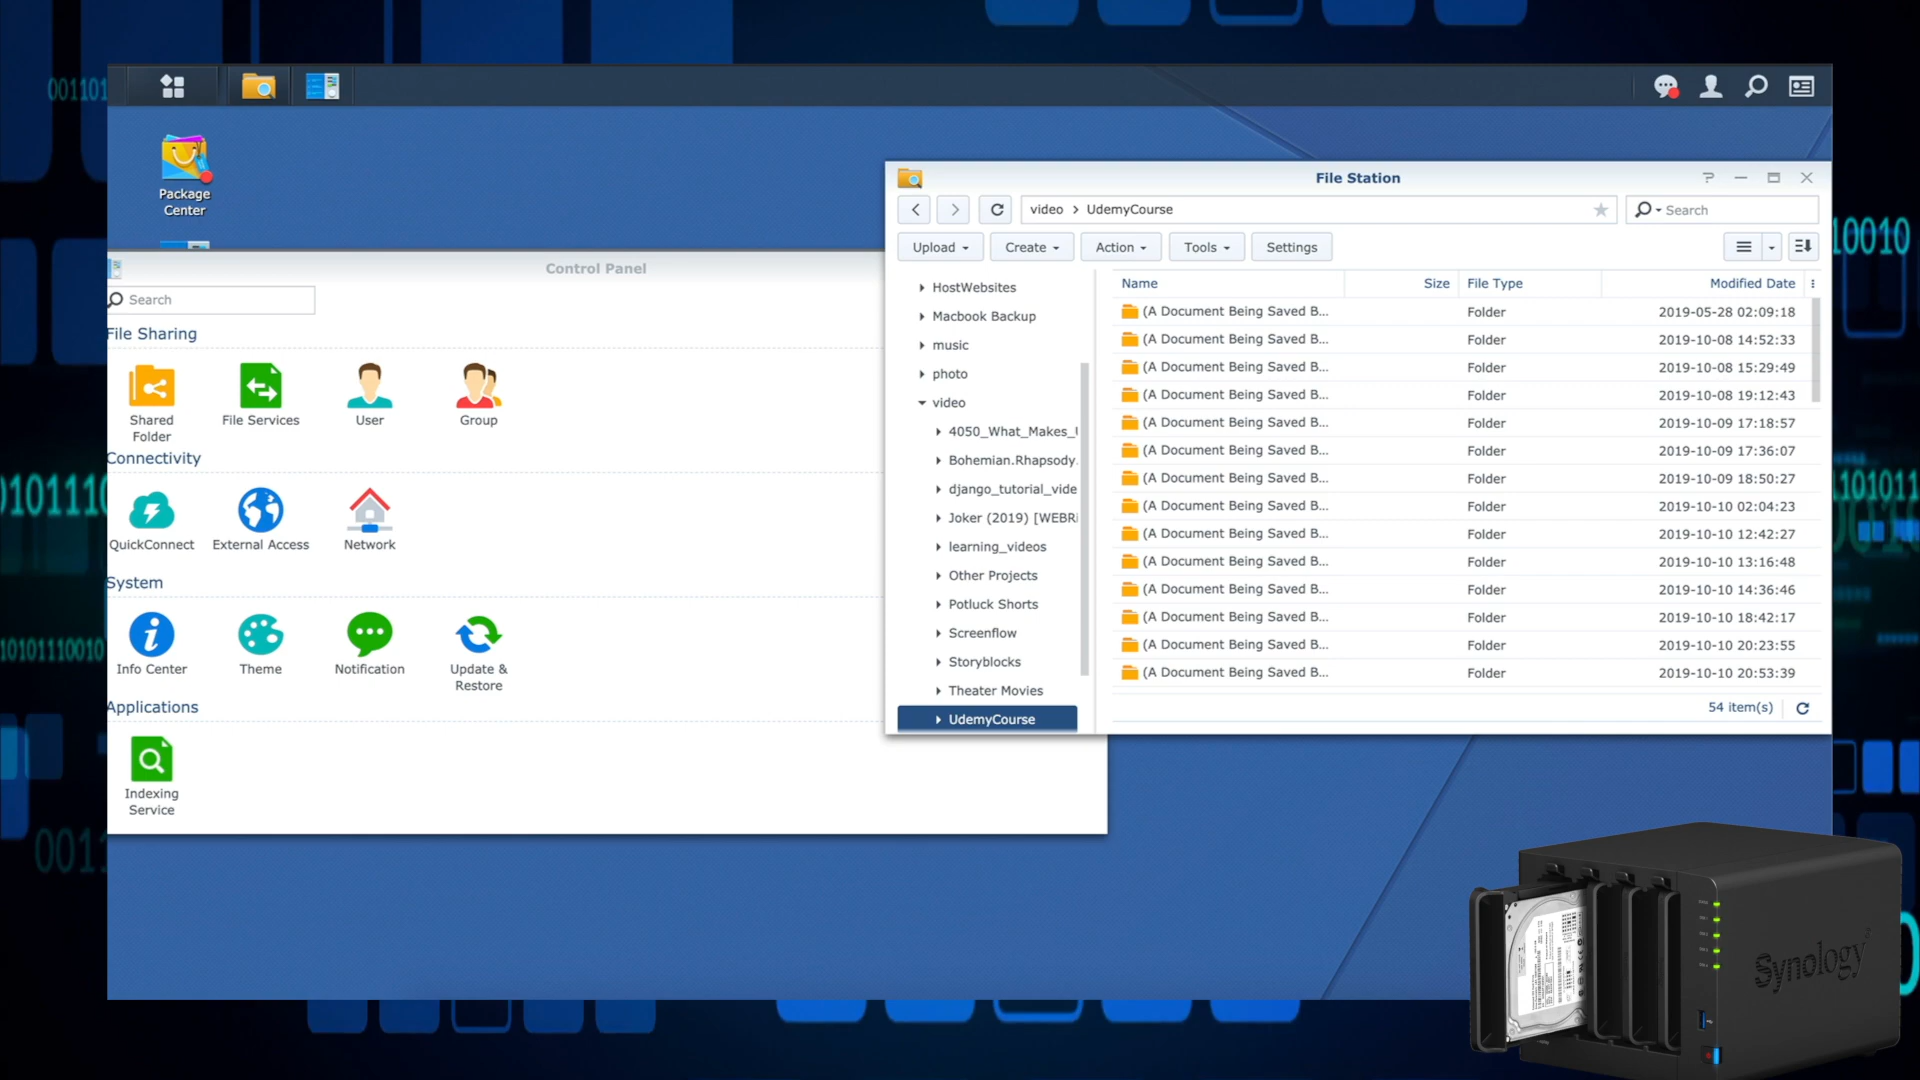 001101
Package
Center
File Station
video > UdemyCourse
Search
Upload
Create
Action
Tools
Settings
Control Panel
Search
File Sharing
Shared
Folder
File Services
User
Group
Connectivity
QuickConnect
External Access
Network
System
Info Center
Theme
Notification
Update &
Restore
Applications
Indexing
Service
HostWebsites
Macbook Backup
music
photo
video
4050_What_Makes_
Bohemian.Rhapsody.
django_tutorial_vide
Joker (2019) [WEBRi
learning_videos
Other Projects
Potluck Shorts
Screenflow
Storyblocks
Theater Movies
UdemyCourse
Name Size File Type Modified Date
(A Document Being Saved B... Folder 2019-05-28 02:09:18
(A Document Being Saved B... Folder 2019-10-08 14:52:33
(A Document Being Saved B... Folder 2019-10-08 15:29:49
(A Document Being Saved B... Folder 2019-10-08 19:12:43
(A Document Being Saved B... Folder 2019-10-09 17:18:57
(A Document Being Saved B... Folder 2019-10-09 17:36:07
(A Document Being Saved B... Folder 2019-10-09 18:50:27
(A Document Being Saved B... Folder 2019-10-10 02:04:23
(A Document Being Saved B... Folder 2019-10-10 12:42:27
(A Document Being Saved B... Folder 2019-10-10 13:16:48
(A Document Being Saved B... Folder 2019-10-10 14:36:46
(A Document Being Saved B... Folder 2019-10-10 18:42:17
(A Document Being Saved B... Folder 2019-10-10 20:23:55
(A Document Being Saved B... Folder 2019-10-10 20:53:39
54 item(s)
10010
0101110
1010111
10101110010
0011
Synology